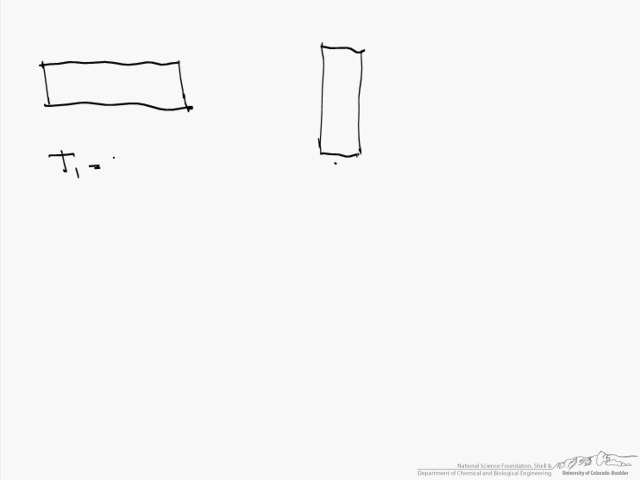 T₁ =
National Science Foundation, Shell &
Department of Chemical and Biological Engineering
University of Colorado-Boulder